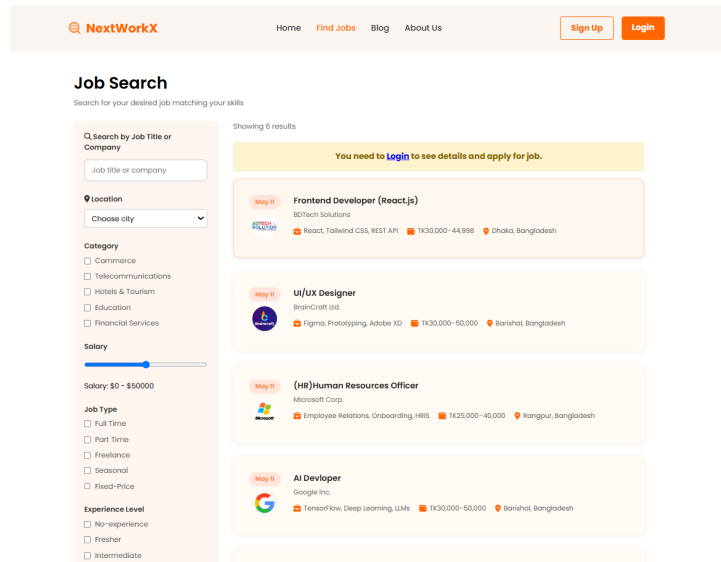 NextWorkX
Home Find Jobs Blog About Us
Sign Up
Login
Job Search
Search for your desired job matching your skills
Search by Job Title or
Company
Job title or company
Location
Choose city
Category
Commerce
Telecommunications
Hotels & Tourism
Education
Financial Services
Salary
Salary: $0 - $50000
Job Type
Full Time
Part Time
Freelance
Seasonal
Fixed-Price
Experience Level
No-experience
Fresher
Intermediate
Showing 6 results
You need to Login to see details and apply for job.
May 11
Frontend Developer (React.js)
BDTech Solutions
React, Tailwind CSS, REST API TK30,000-44,998 Dhaka, Bangladesh
May 11
UI/UX Designer
BrainCraft Ltd.
Braincraft
Figma, Prototyping, Adobe XD TK30,000-50,000 Barishal, Bangladesh
May 11
(HR)Human Resources Officer
Microsoft Corp.
Microsoft
Employee Relations, Onboarding, HRIS TK25,000-40,000 Rangpur, Bangladesh
May 11
AI Devloper
Google Inc.
TensorFlow, Deep Learning, LLMs TK30,000-50,000 Barishal, Bangladesh